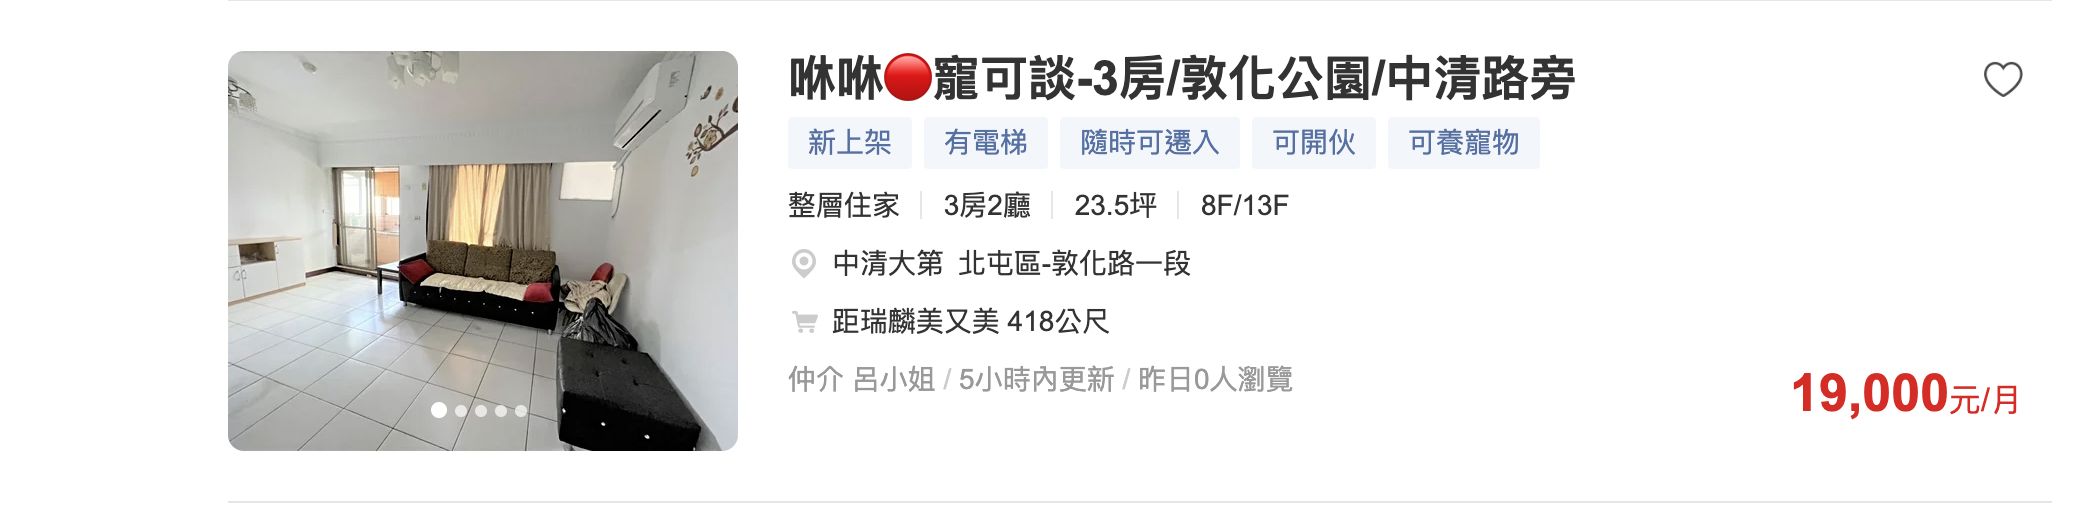 咻咻🔴寵可談-3房/敦化公園/中清路旁
新上架 有電梯 隨時可遷入 可開伙 可養寵物
整層住家 3房2廳 23.5坪 8F/13F
中清大第 北屯區-敦化路一段
距瑞麟美又美 418公尺
仲介 呂小姐 / 5小時內更新 / 昨日0人瀏覽
19,000元/月